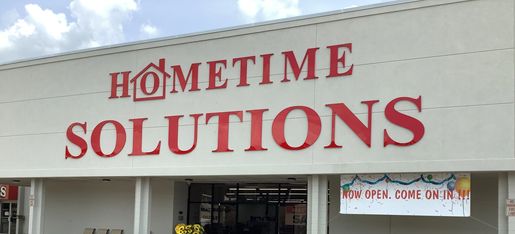 HOMETIME
SOLUTIONS
NOW OPEN. COME ON IN !!!